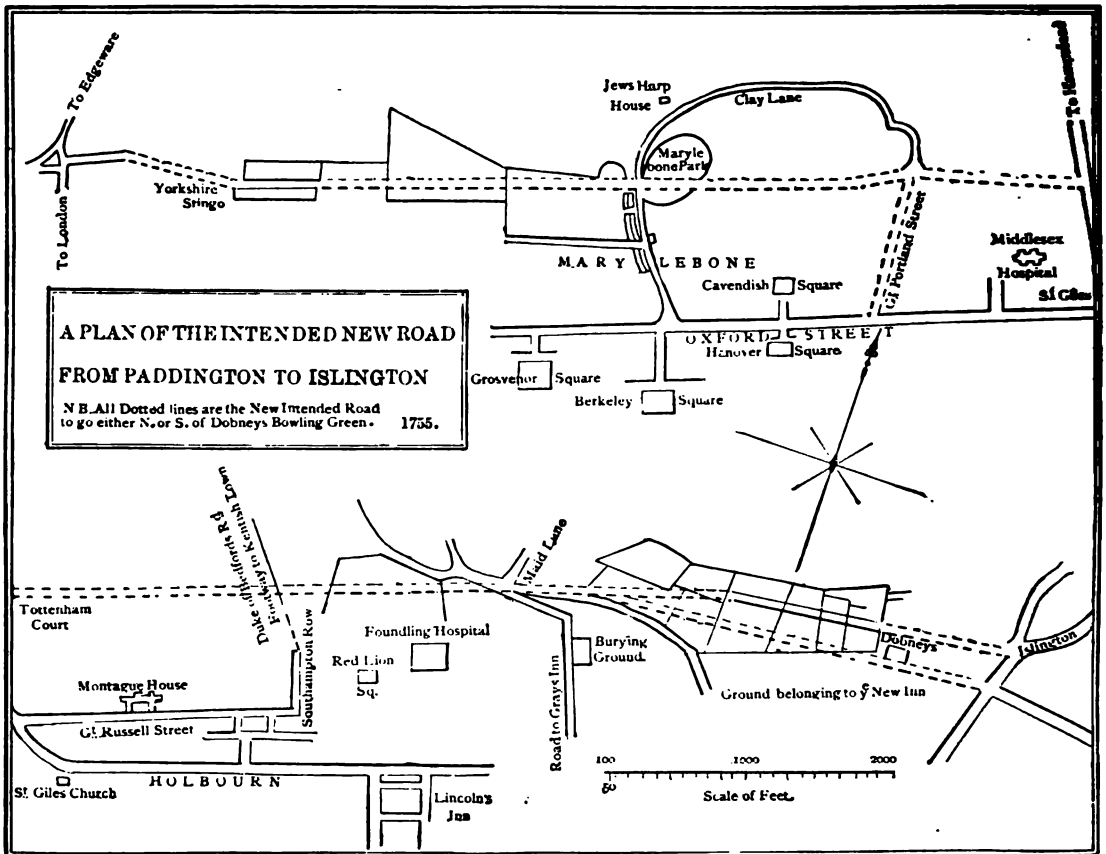 To Edgeware
To London
Yorkshire
Stingo
Jews Harp
House
Clay Lane
Maryle
bone Park
To Hampstead
Gt Portland Street
Middlesex
Hospital
St Giles
MARY LEBONE
Cavendish Square
OXFORD STREET
Hanover Square
Grosvenor Square
Berkeley Square
A PLAN OF THE INTENDED NEW ROAD
FROM PADDINGTON TO ISLINGTON
N B. All Dotted lines are the New Intended Road
to go either N. or S. of Dobneys Bowling Green. 1755.
Duke of Bedfords Rd
Footway to Kentish Town
Tottenham
Court
Southampton Row
Foundling Hospital
Red Lion
Sq.
Maid Lane
Burying
Ground.
Road to Grays Inn
Dobneys
Islington
Ground belonging to ỹ New Inn
Montague House
Gt. Russell Street
HOLBOURN
St. Giles Church
Lincoln's
Inn
100 1000 2000
50
Scale of Feet.